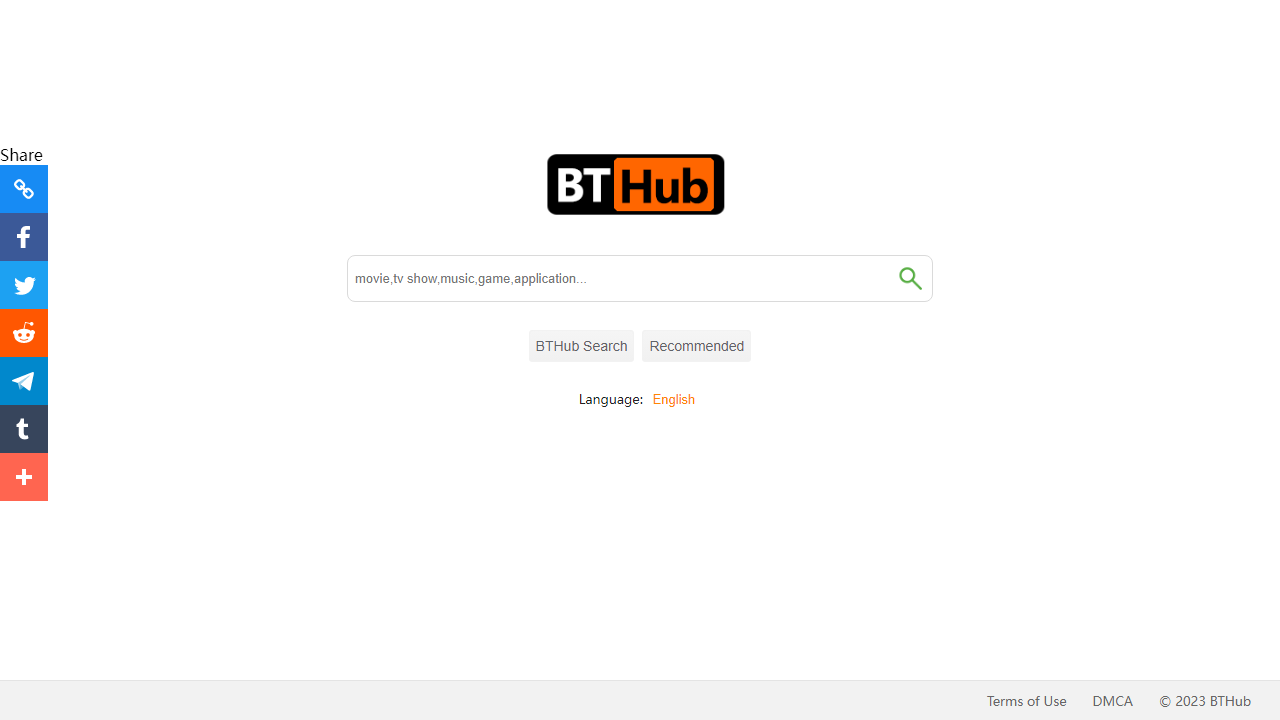 Share
BT Hub
movie,tv show,music,game,application...
BTHub Search Recommended
Language: English
Terms of Use DMCA © 2023 BTHub